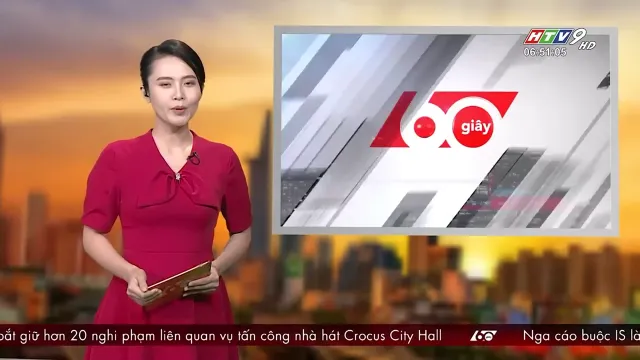 HTV9 HD
06:51:05
60 giây
bắt giữ hơn 20 nghi phạm liên quan vụ tấn công nhà hát Crocus City Hall 60 Nga cáo buộc IS là